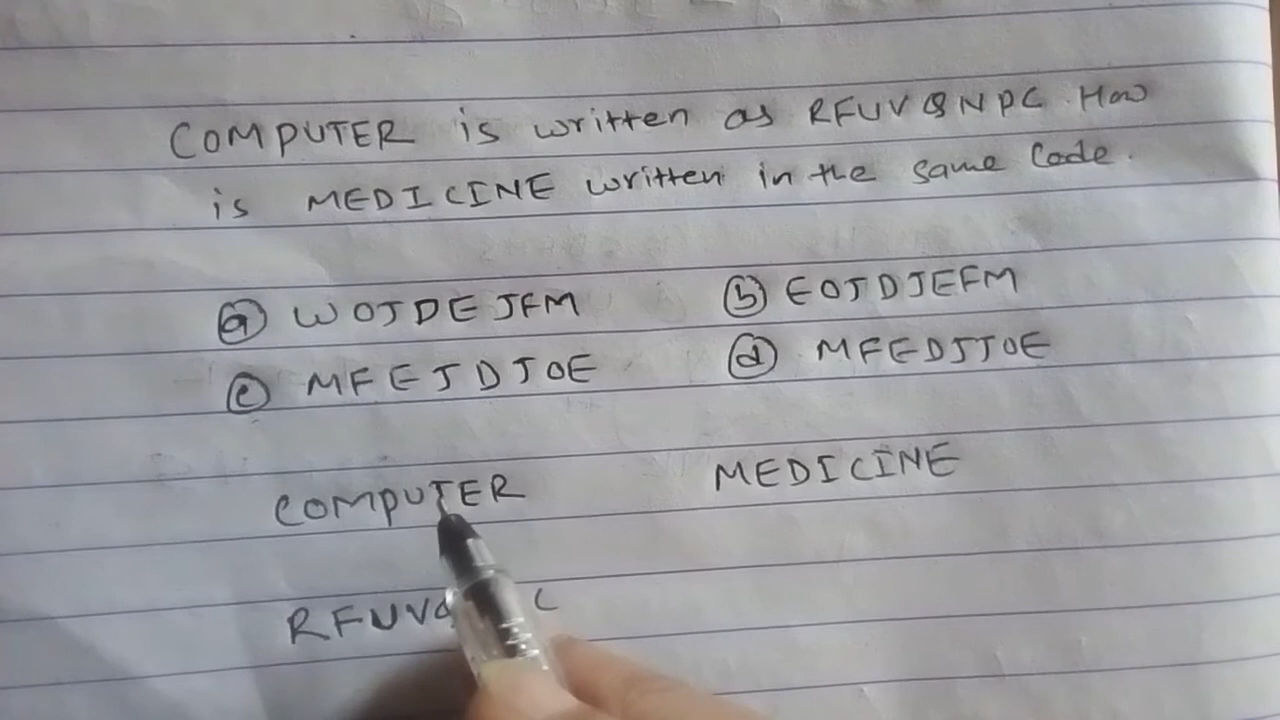 COMPUTER is written as RFUVQNPC. How
is MEDICINE written in the same Code.
(a) WOJDEJFM (b) EOJDJEFM
(c) MFEJDJOE (d) MFEDJJOE
COMPUTER MEDICINE
RFUVQ C